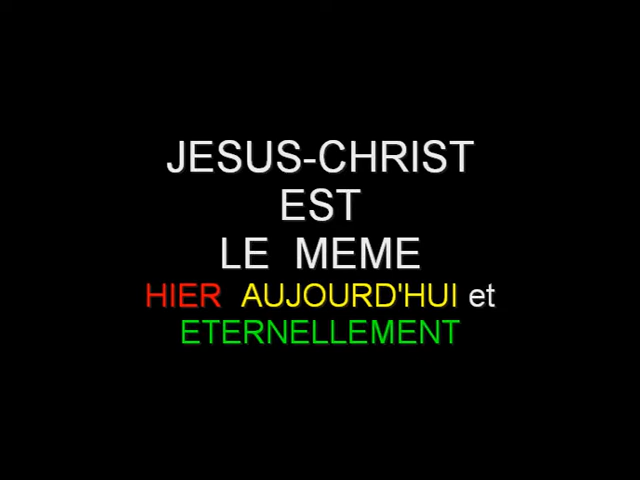 JESUS-CHRIST
EST
LE MEME
HIER AUJOURD'HUI et
ETERNELLEMENT